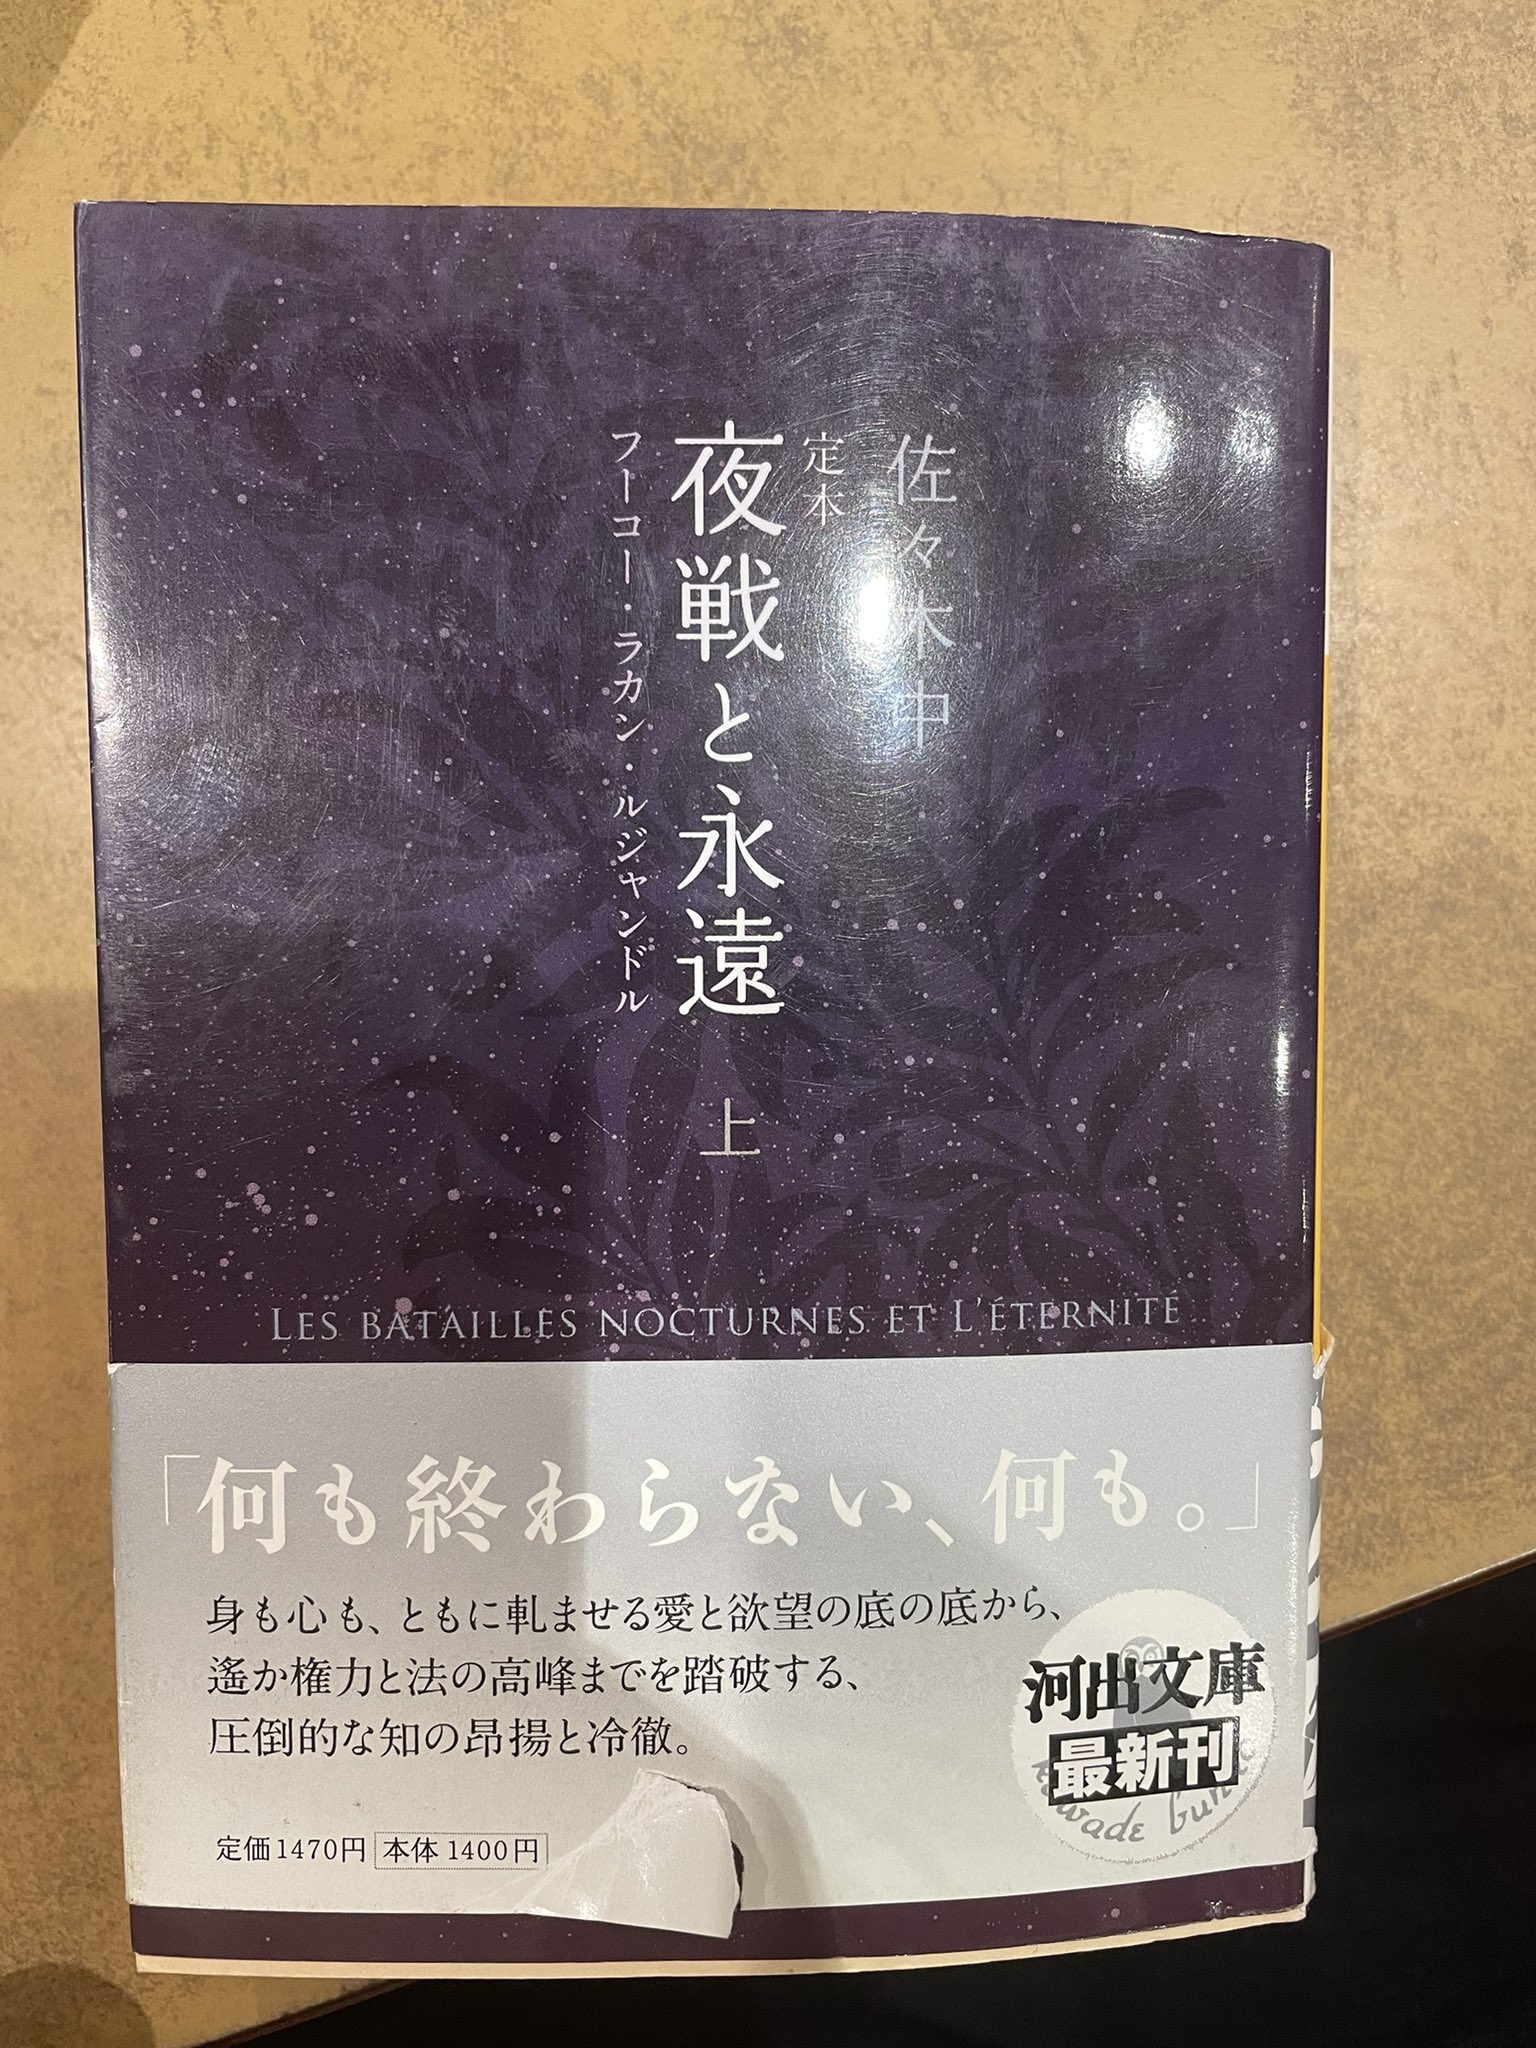 佐々木中
定本
夜戦と永遠 上
フーコー・ラカン・ルジャンドル
LES BATAILLES NOCTURNES ET L'ÉTERNITÉ
「何も終わらない、何も。」
身も心も、ともに軋ませる愛と欲望の底の底から、
遙か権力と法の高峰までを踏破する、
圧倒的な知の昂揚と冷徹。
河出文庫
最新刊
定価1470円 本体1400円